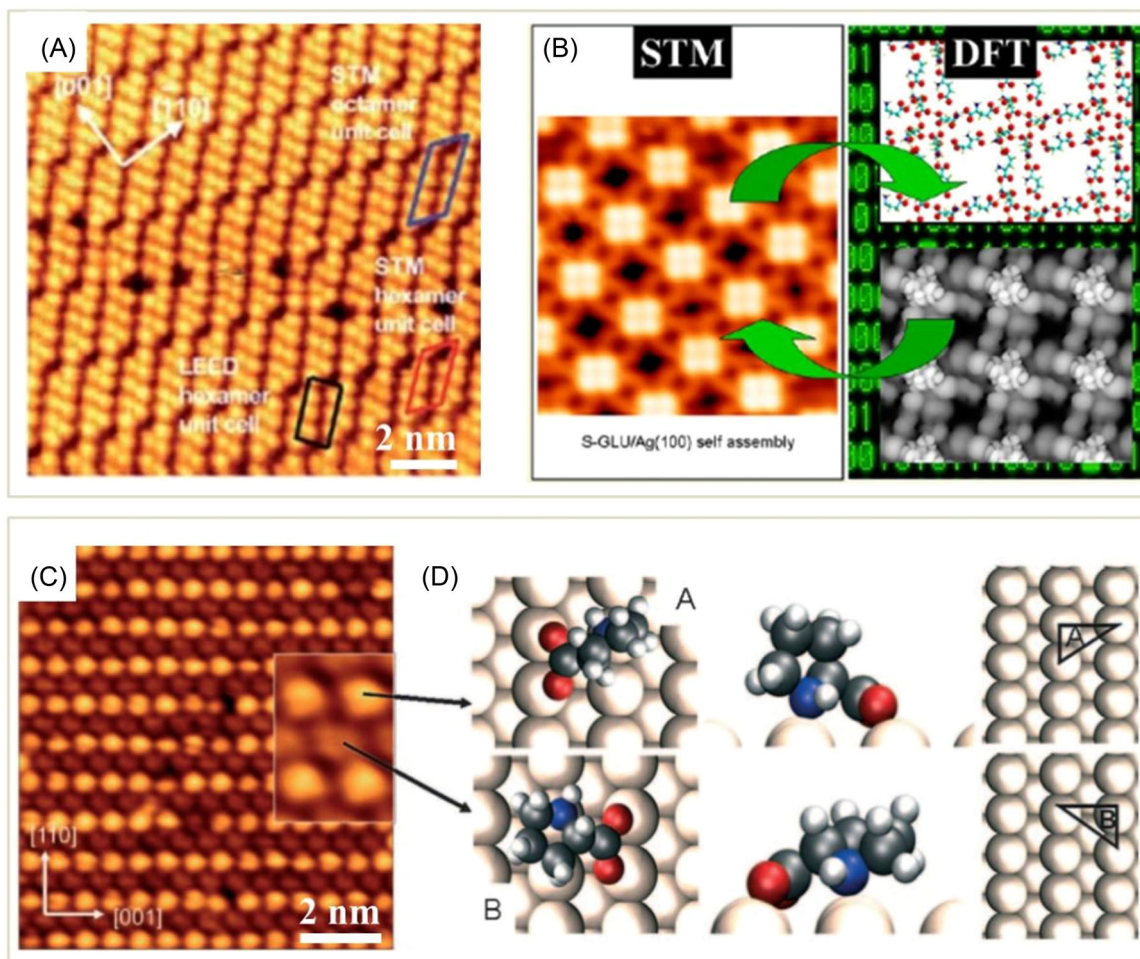 (A)
[001]
[110]
STM
octamer
unit cell
STM
hexamer
unit cell
LEED
hexamer
unit cell
2 nm
(B)
STM
DFT
S-GLU/Ag(100) self assembly
(C)
[110]
[001]
2 nm
(D)
A
B
A
B